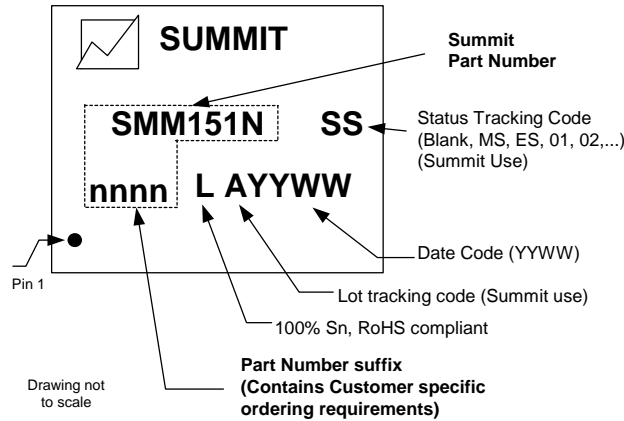 SUMMIT
Summit
Part Number
SMM151N SS
Status Tracking Code
(Blank, MS, ES, 01, 02,...)
(Summit Use)
nnnn L AYYWW
Date Code (YYWW)
Pin 1
Lot tracking code (Summit use)
100% Sn, RoHS compliant
Part Number suffix
(Contains Customer specific
ordering requirements)
Drawing not
to scale